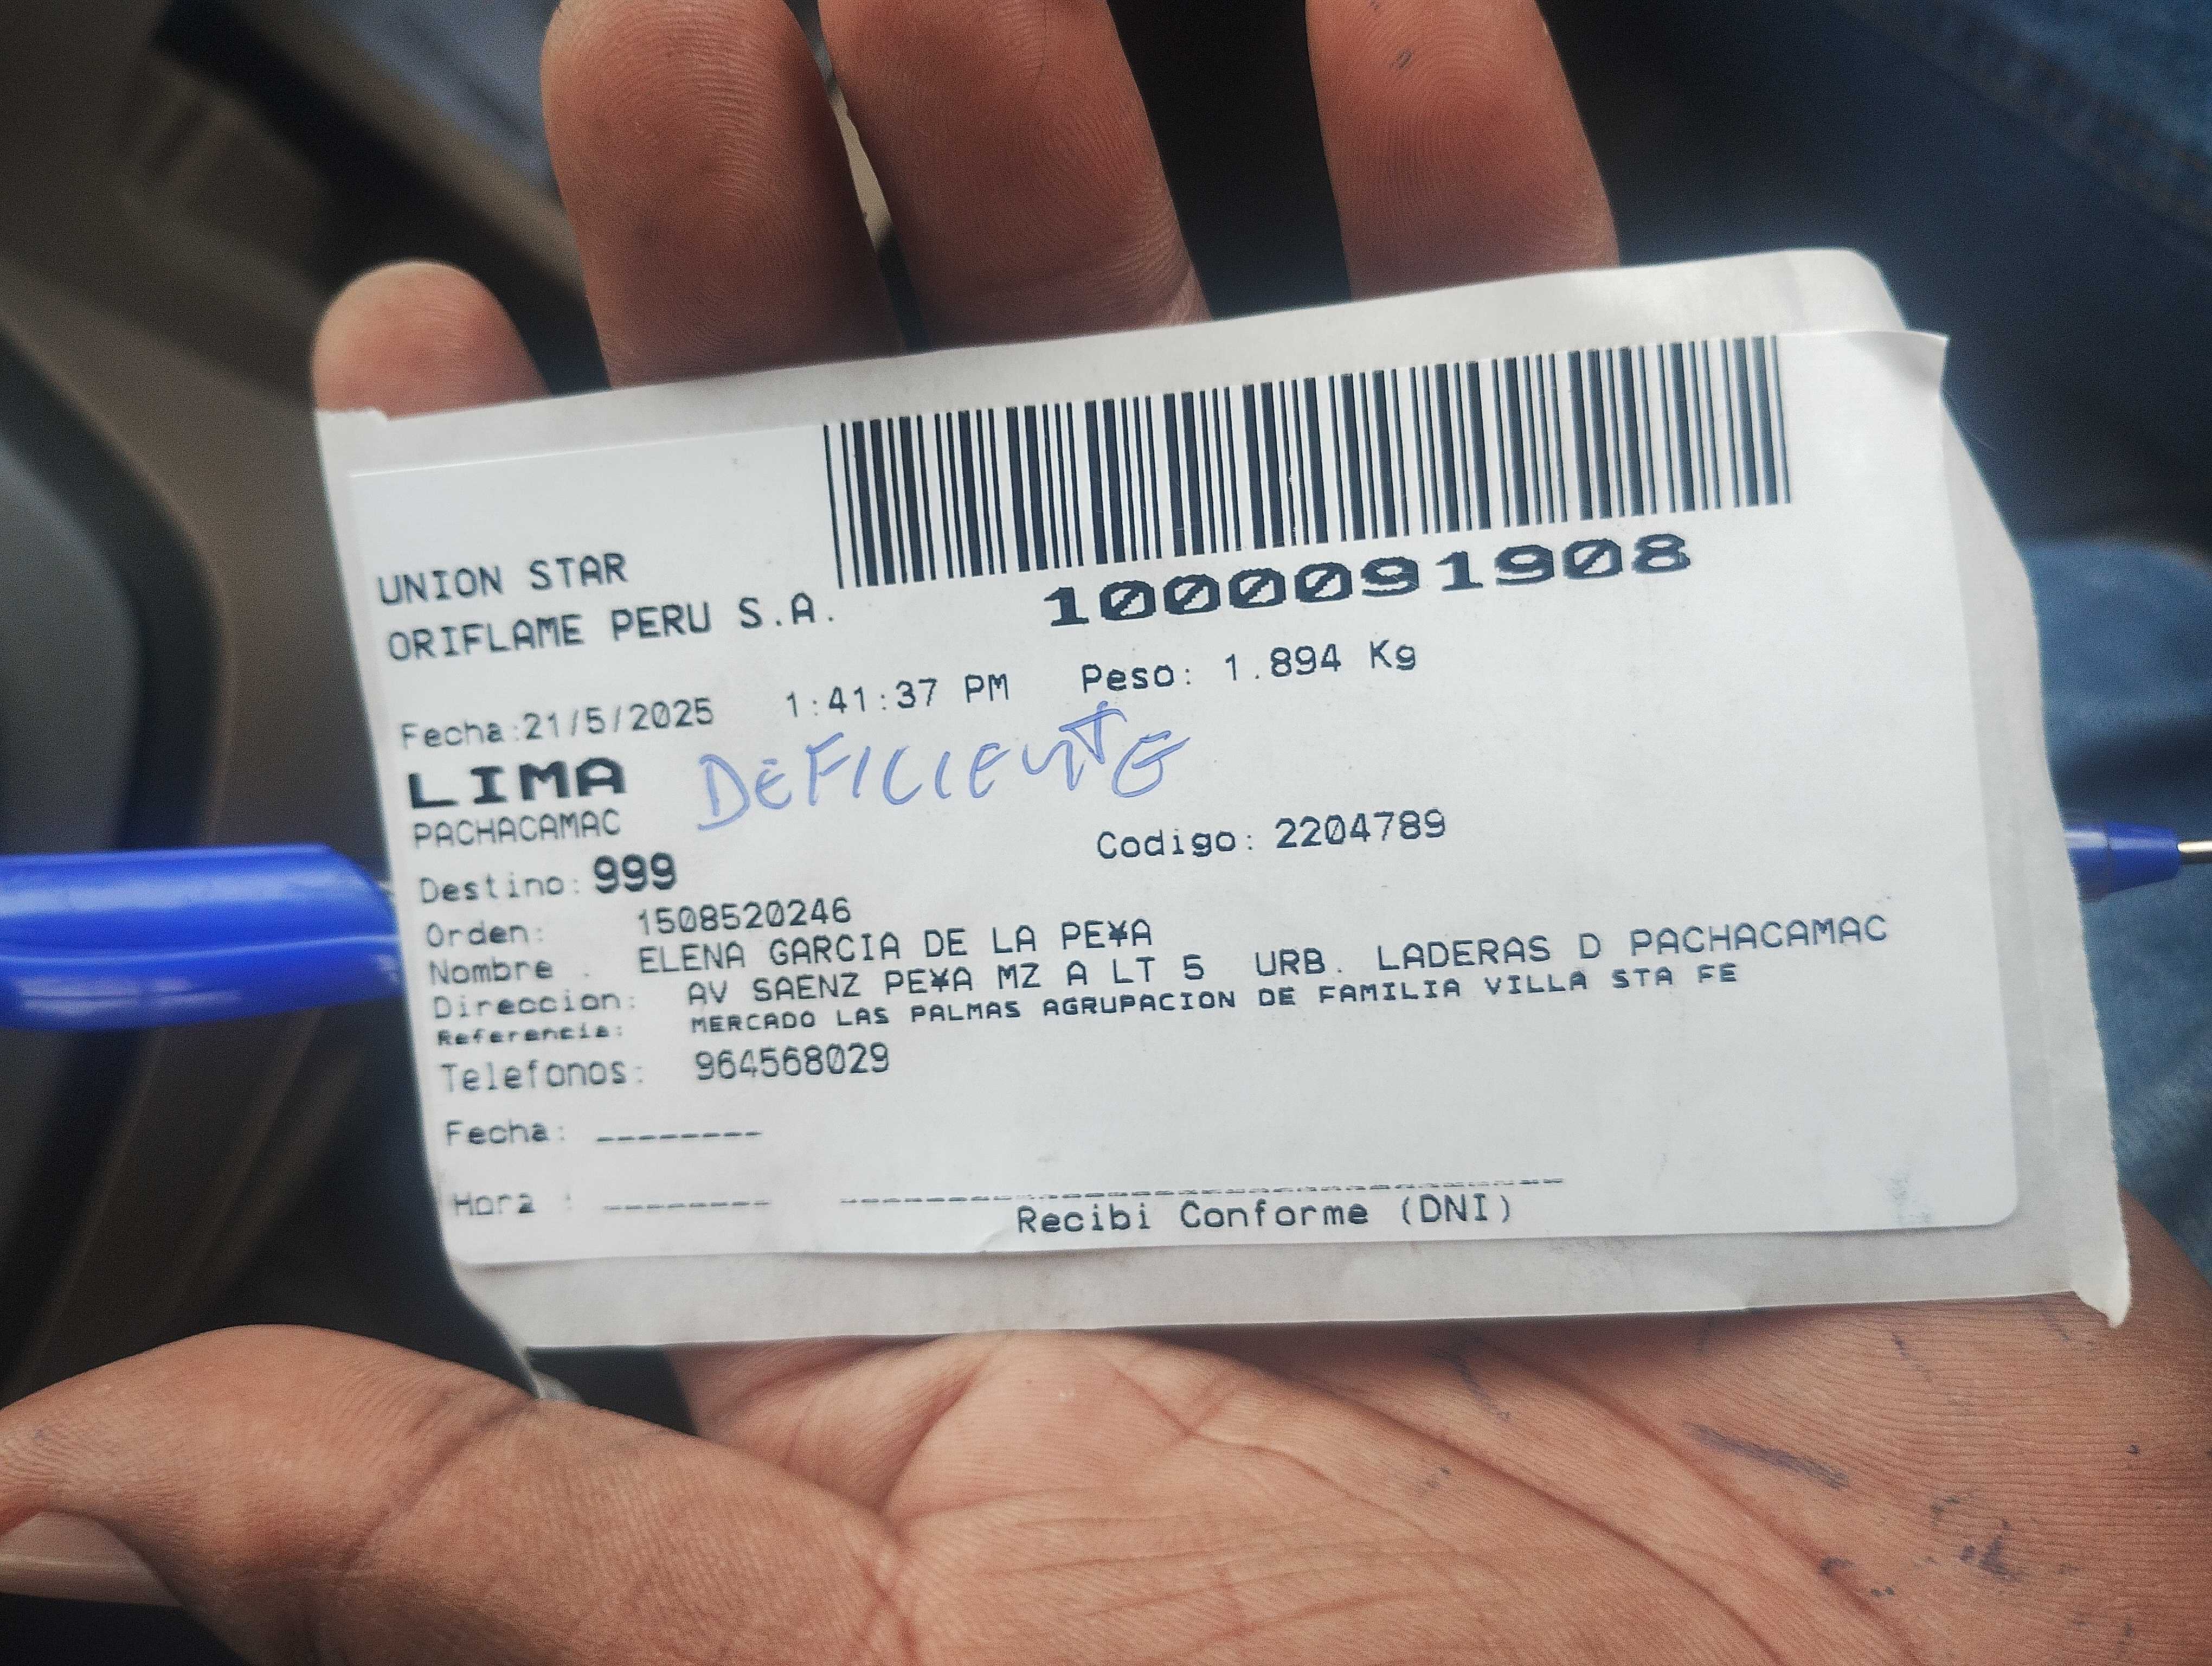 1000091908
UNION STAR
ORIFLAME PERU S.A.
Fecha:21/5/2025 1:41:37 PM Peso: 1.894 Kg
LIMA DEFICIENTE
PACHACAMAC
Codigo: 2204789
Destino: 999
Orden: 1508520246
Nombre : ELENA GARCIA DE LA PE¥A
Direccion: AV SAENZ PE¥A MZ A LT 5 URB. LADERAS D PACHACAMAC
Referencia: MERCADO LAS PALMAS AGRUPACION DE FAMILIA VILLA STA FE
Telefonos: 964568029
Fecha: --------
Hora : --------
Recibi Conforme (DNI)